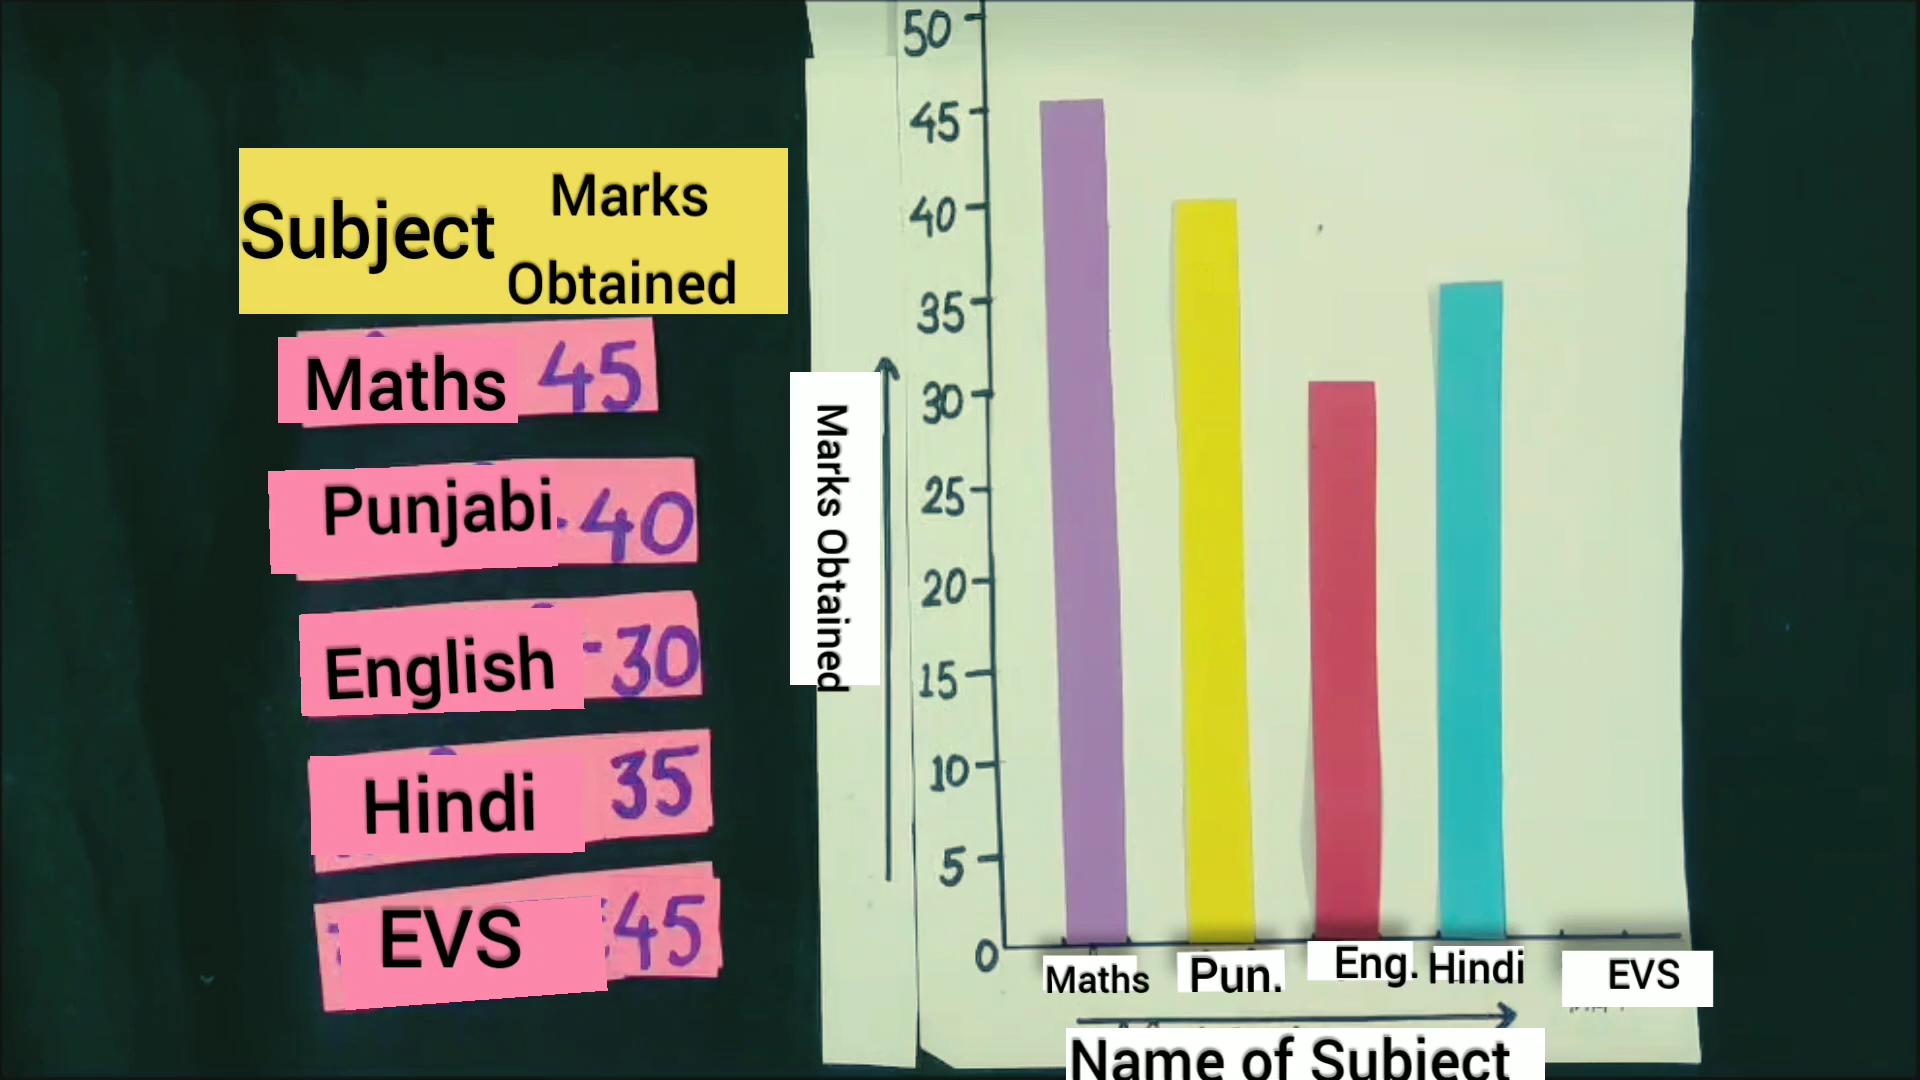 Subject Marks
Obtained
Maths 45
Punjabi - 40
English - 30
Hindi 35
EVS 45
Marks Obtained
50
45
40
35
30
25
20
15
10
5
0
Maths Pun. Eng. Hindi EVS
Name of Subject